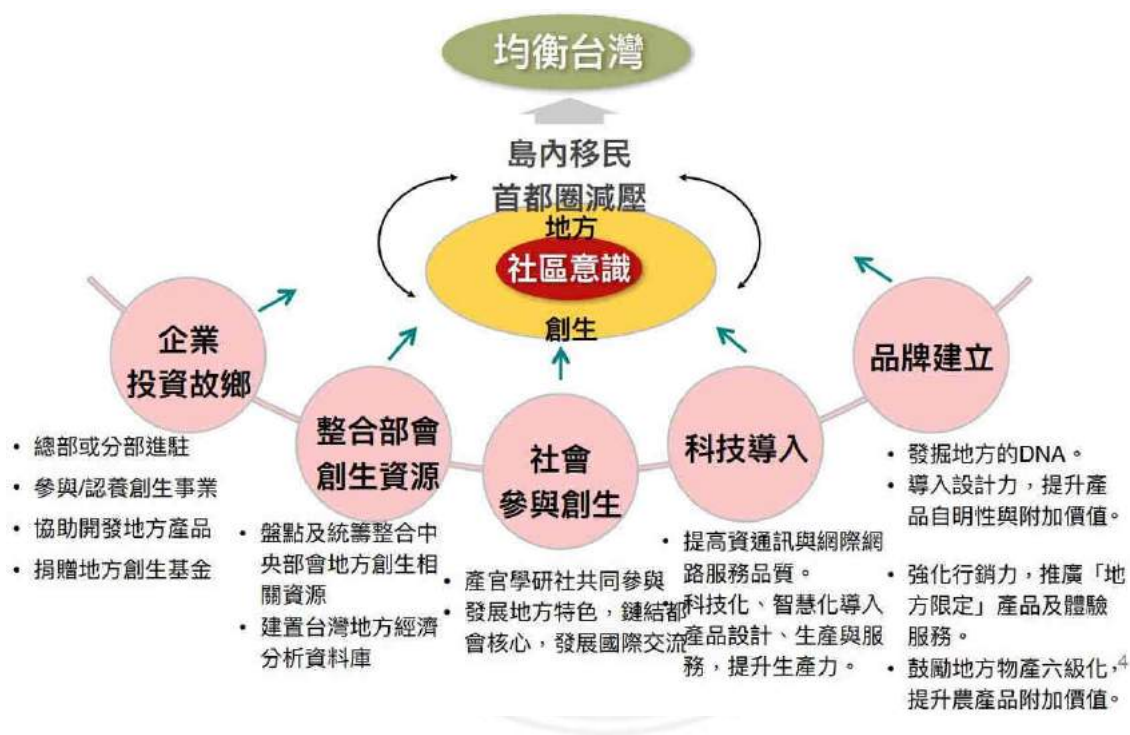 均衡台灣
島內移民
首都圈減壓
地方
社區意識
創生
企業
投資故鄉
• 總部或分部進駐
• 參與/認養創生事業
• 協助開發地方產品
• 捐贈地方創生基金
整合部會
創生資源
• 盤點及統籌整合中
央部會地方創生相
關資源
• 建置台灣地方經濟
分析資料庫
社會
參與創生
• 產官學研社共同參與
• 發展地方特色，鏈結都
會核心，發展國際交流
科技導入
• 提高資通訊與網際網
路服務品質。
• 科技化、智慧化導入
產品設計、生產與服
務，提升生產力。
品牌建立
• 發掘地方的DNA。
• 導入設計力，提升產
品自明性與附加價值。
• 強化行銷力，推廣「地
方限定」產品及體驗
服務。
• 鼓勵地方物產六級化，
提升農產品附加價值。
4